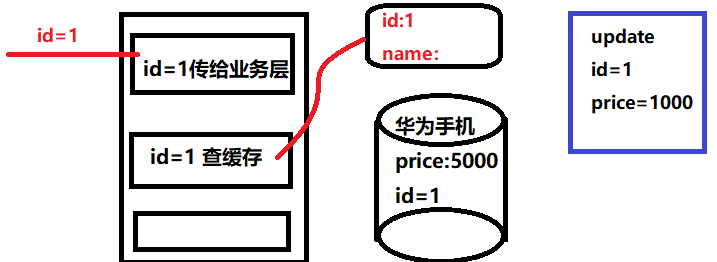 id=1
id=1传给业务层
id=1 查缓存
id:1
name:
华为手机
price:5000
id=1
update
id=1
price=1000